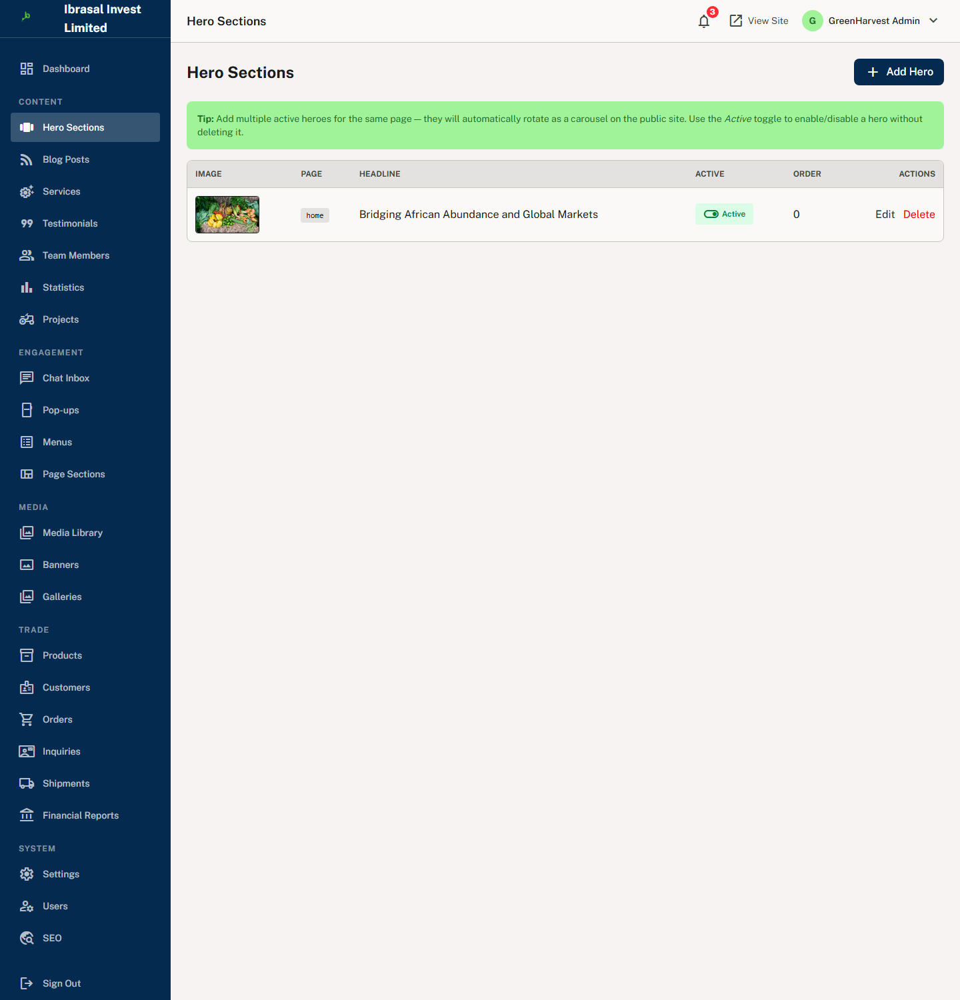 Ibrasal Invest
Limited
Dashboard
CONTENT
Hero Sections
Blog Posts
Services
Testimonials
Team Members
Statistics
Projects
ENGAGEMENT
Chat Inbox
Pop-ups
Menus
Page Sections
MEDIA
Media Library
Banners
Galleries
TRADE
Products
Customers
Orders
Inquiries
Shipments
Financial Reports
SYSTEM
Settings
Users
SEO
Sign Out
Hero Sections
3
View Site
G
GreenHarvest Admin
Hero Sections
Add Hero
Tip: Add multiple active heroes for the same page — they will automatically rotate as a carousel on the public site. Use the Active toggle to enable/disable a hero without
deleting it.
IMAGE PAGE HEADLINE ACTIVE ORDER ACTIONS
home Bridging African Abundance and Global Markets Active 0 Edit Delete